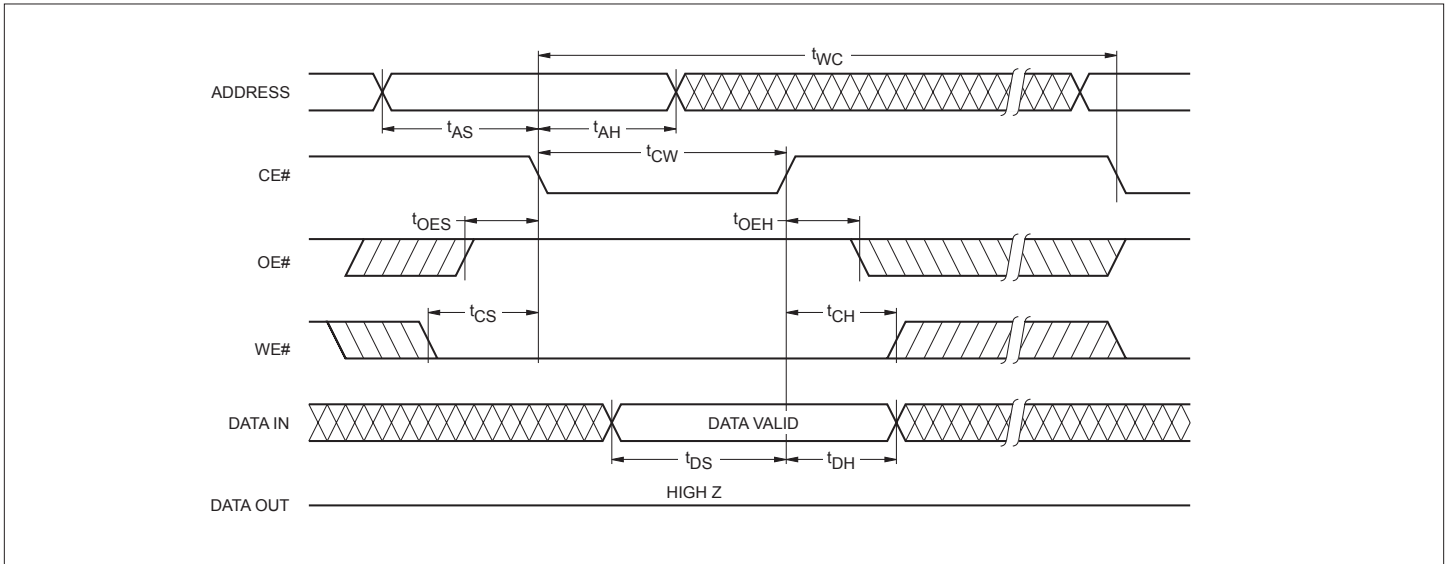 tWC
ADDRESS
tAS
tAH
tCW
CE#
tOES
tOEH
OE#
tCS
tCH
WE#
DATA IN
DATA VALID
tDS
tDH
HIGH Z
DATA OUT